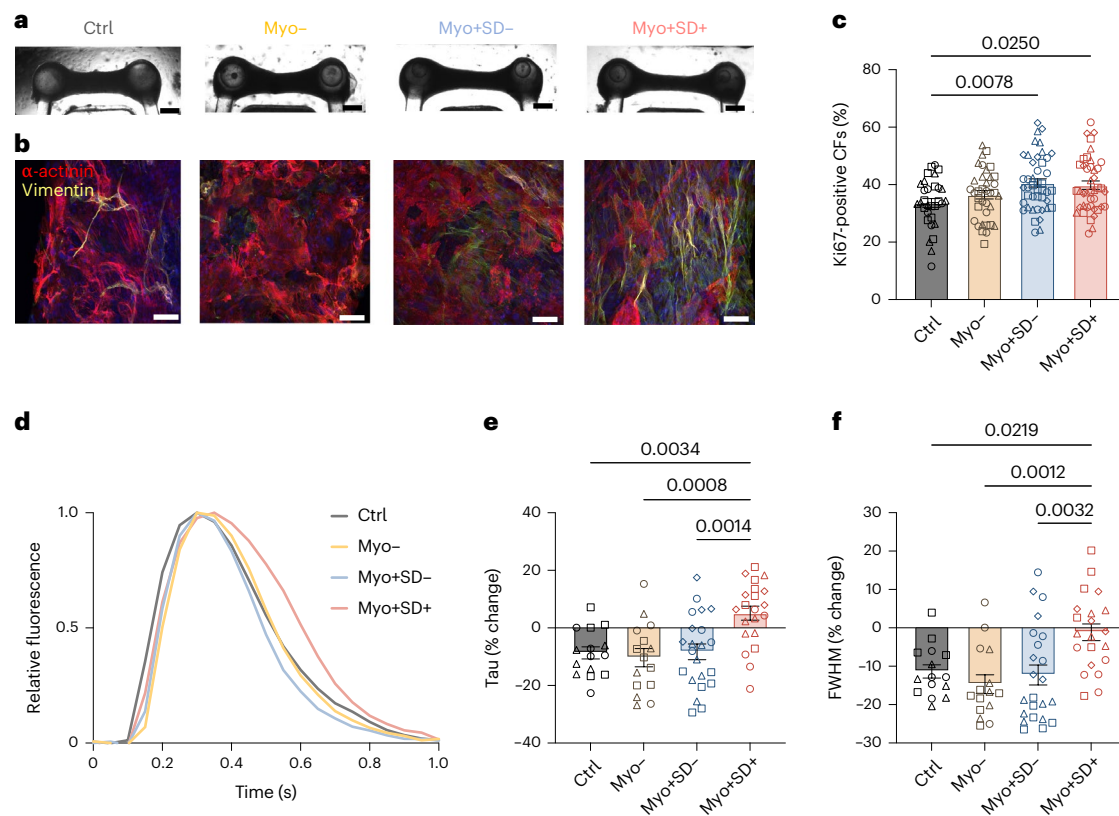 a
Ctrl
Myo–
Myo+SD–
Myo+SD+
b
α-actinin
Vimentin
c
0.0250
0.0078
Ki67-positive CFs (%)
80
60
40
20
0
Ctrl
Myo–
Myo+SD–
Myo+SD+
d
Relative fluorescence
1.0
0.5
0
0
0.2
0.4
0.6
0.8
1.0
Time (s)
Ctrl
Myo–
Myo+SD–
Myo+SD+
e
0.0034
0.0008
0.0014
Tau (% change)
40
20
0
–20
–40
Ctrl
Myo–
Myo+SD–
Myo+SD+
f
0.0219
0.0012
0.0032
FWHM (% change)
30
20
10
0
–10
–20
–30
Ctrl
Myo–
Myo+SD–
Myo+SD+